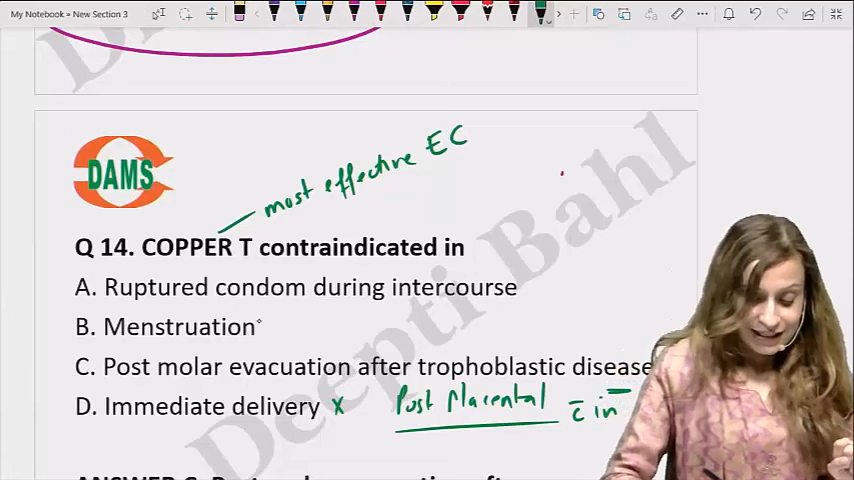 Notebook » New Section 3
DAMS
most effective EC
Q 14. COPPER T contraindicated in
A. Ruptured condom during intercourse
B. Menstruation
C. Post molar evacuation after trophoblastic disease
D. Immediate delivery x Post Placental c̄ in
Deepti Bahl